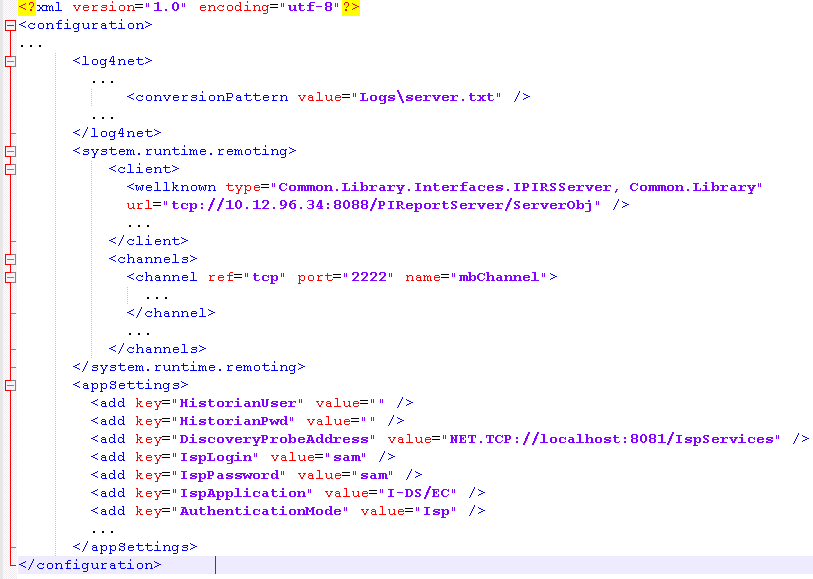 <?xml version="1.0" encoding="utf-8"?>
<configuration>
...
<log4net>
...
<conversionPattern value="Logs\server.txt" />
...
</log4net>
<system.runtime.remoting>
<client>
<wellknown type="Common.Library.Interfaces.IPIRSServer, Common.Library"
url="tcp://10.12.96.34:8088/PIReportServer/ServerObj" />
...
</client>
<channels>
<channel ref="tcp" port="2222" name="mbChannel">
...
</channel>
...
</channels>
</system.runtime.remoting>
<appSettings>
<add key="HistorianUser" value="" />
<add key="HistorianPwd" value="" />
<add key="DiscoveryProbeAddress" value="NET.TCP://localhost:8081/IspServices" />
<add key="IspLogin" value="sam" />
<add key="IspPassword" value="sam" />
<add key="IspApplication" value="I-DS/EC" />
<add key="AuthenticationMode" value="Isp" />
...
</appSettings>
</configuration>